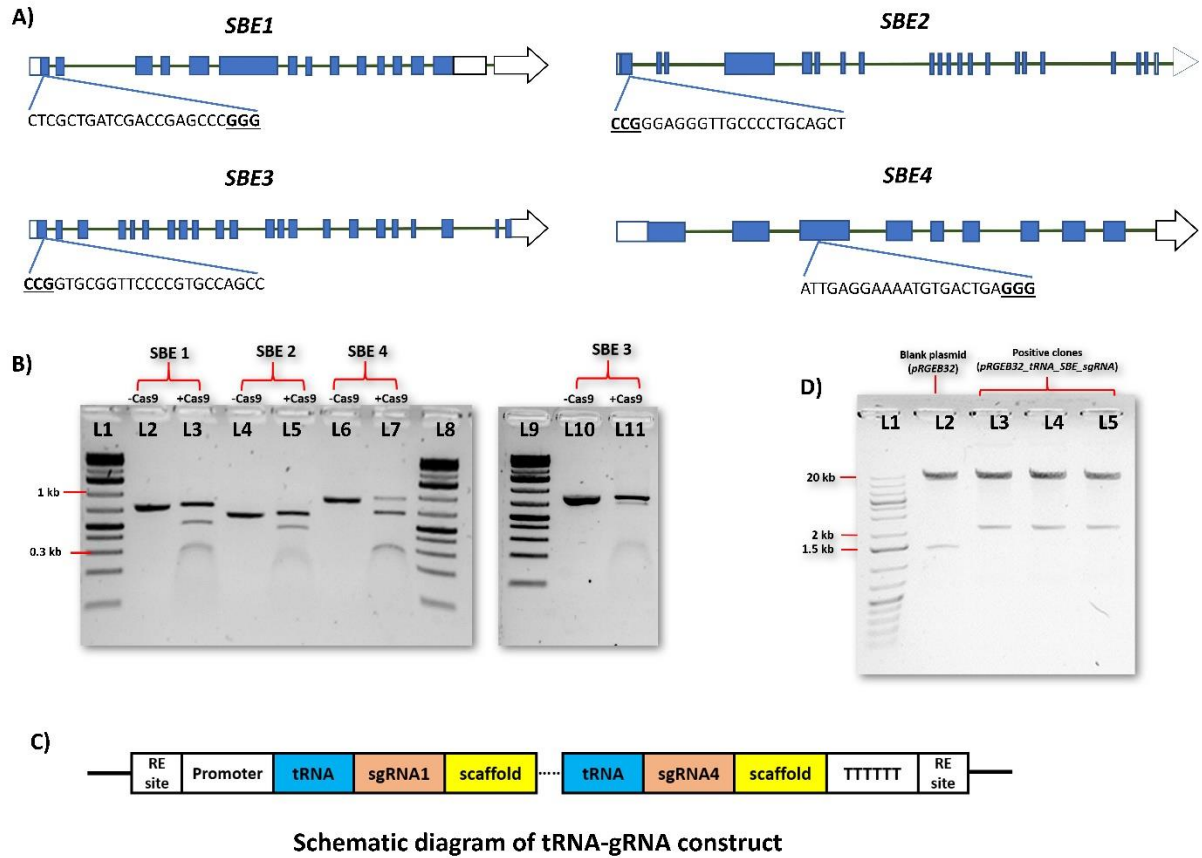 A)
SBE1
CTCGCTGATCGACCGAGCCCGGG
SBE2
CCGGGAGGGTTGCCCCTGCAGCT
SBE3
CCGGTGCGGTTCCCCGTGCCAGCC
SBE4
ATTGAGGAAAATGTGACTGAGGG
B)
SBE 1 SBE 2 SBE 4
-Cas9 +Cas9 -Cas9 +Cas9 -Cas9 +Cas9
L1 L2 L3 L4 L5 L6 L7 L8
1 kb
0.3 kb
SBE 3
-Cas9 +Cas9
L9 L10 L11
D)
Blank plasmid
(pRGEB32)
Positive clones
(pRGEB32_tRNA_SBE_sgRNA)
L1 L2 L3 L4 L5
20 kb
2 kb
1.5 kb
C)
RE site Promoter tRNA sgRNA1 scaffold ...... tRNA sgRNA4 scaffold TTTTTT RE site
Schematic diagram of tRNA-gRNA construct